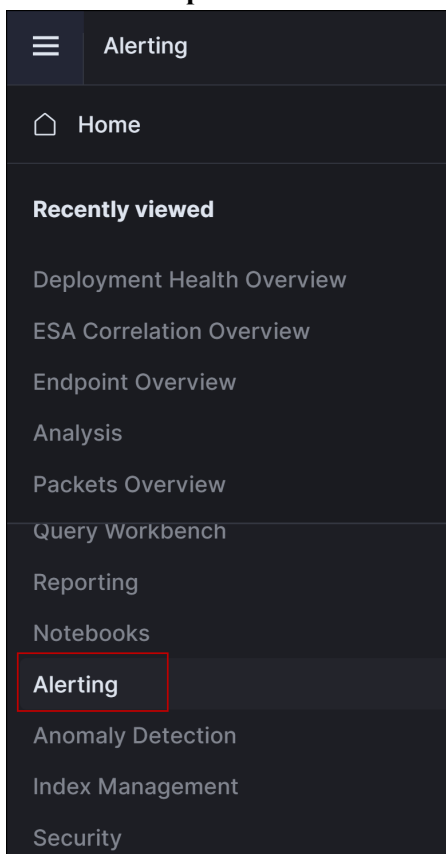 Alerting
Home
Recently viewed
Deployment Health Overview
ESA Correlation Overview
Endpoint Overview
Analysis
Packets Overview
Query Workbench
Reporting
Notebooks
Alerting
Anomaly Detection
Index Management
Security